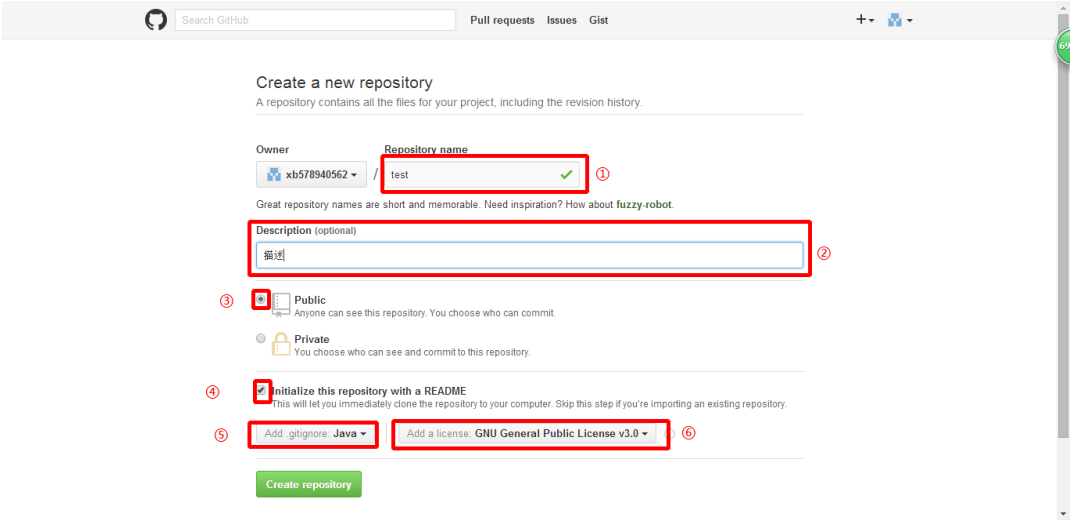 Search GitHub
Pull requests Issues Gist
69
Create a new repository
A repository contains all the files for your project, including the revision history.
Owner Repository name
xb578940562 / test ①
Great repository names are short and memorable. Need inspiration? How about fuzzy-robot.
Description (optional)
描述 ②
③ Public
Anyone can see this repository. You choose who can commit.
Private
You choose who can see and commit to this repository.
④ Initialize this repository with a README
This will let you immediately clone the repository to your computer. Skip this step if you're importing an existing repository.
⑤ Add .gitignore: Java Add a license: GNU General Public License v3.0 ⑥
Create repository